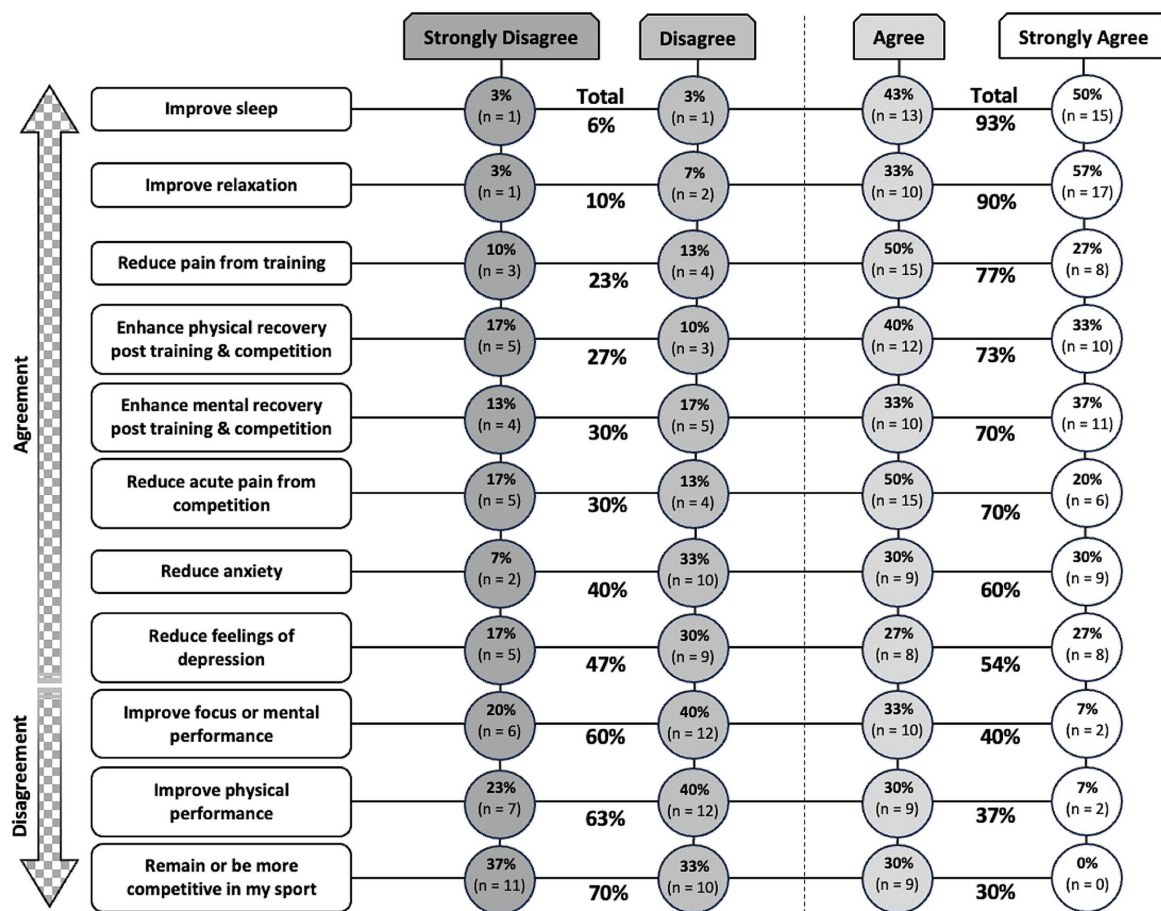 Strongly Disagree
Disagree
Agree
Strongly Agree
Agreement
Disagreement
Improve sleep
3%
(n = 1)
Total
6%
3%
(n = 1)
43%
(n = 13)
Total
93%
50%
(n = 15)
Improve relaxation
3%
(n = 1)
10%
7%
(n = 2)
33%
(n = 10)
90%
57%
(n = 17)
Reduce pain from training
10%
(n = 3)
23%
13%
(n = 4)
50%
(n = 15)
77%
27%
(n = 8)
Enhance physical recovery
post training & competition
17%
(n = 5)
27%
10%
(n = 3)
40%
(n = 12)
73%
33%
(n = 10)
Enhance mental recovery
post training & competition
13%
(n = 4)
30%
17%
(n = 5)
33%
(n = 10)
70%
37%
(n = 11)
Reduce acute pain from
competition
17%
(n = 5)
30%
13%
(n = 4)
50%
(n = 15)
70%
20%
(n = 6)
Reduce anxiety
7%
(n = 2)
40%
33%
(n = 10)
30%
(n = 9)
60%
30%
(n = 9)
Reduce feelings of
depression
17%
(n = 5)
47%
30%
(n = 9)
27%
(n = 8)
54%
27%
(n = 8)
Improve focus or mental
performance
20%
(n = 6)
60%
40%
(n = 12)
33%
(n = 10)
40%
7%
(n = 2)
Improve physical
performance
23%
(n = 7)
63%
40%
(n = 12)
30%
(n = 9)
37%
7%
(n = 2)
Remain or be more
competitive in my sport
37%
(n = 11)
70%
33%
(n = 10)
30%
(n = 9)
30%
0%
(n = 0)